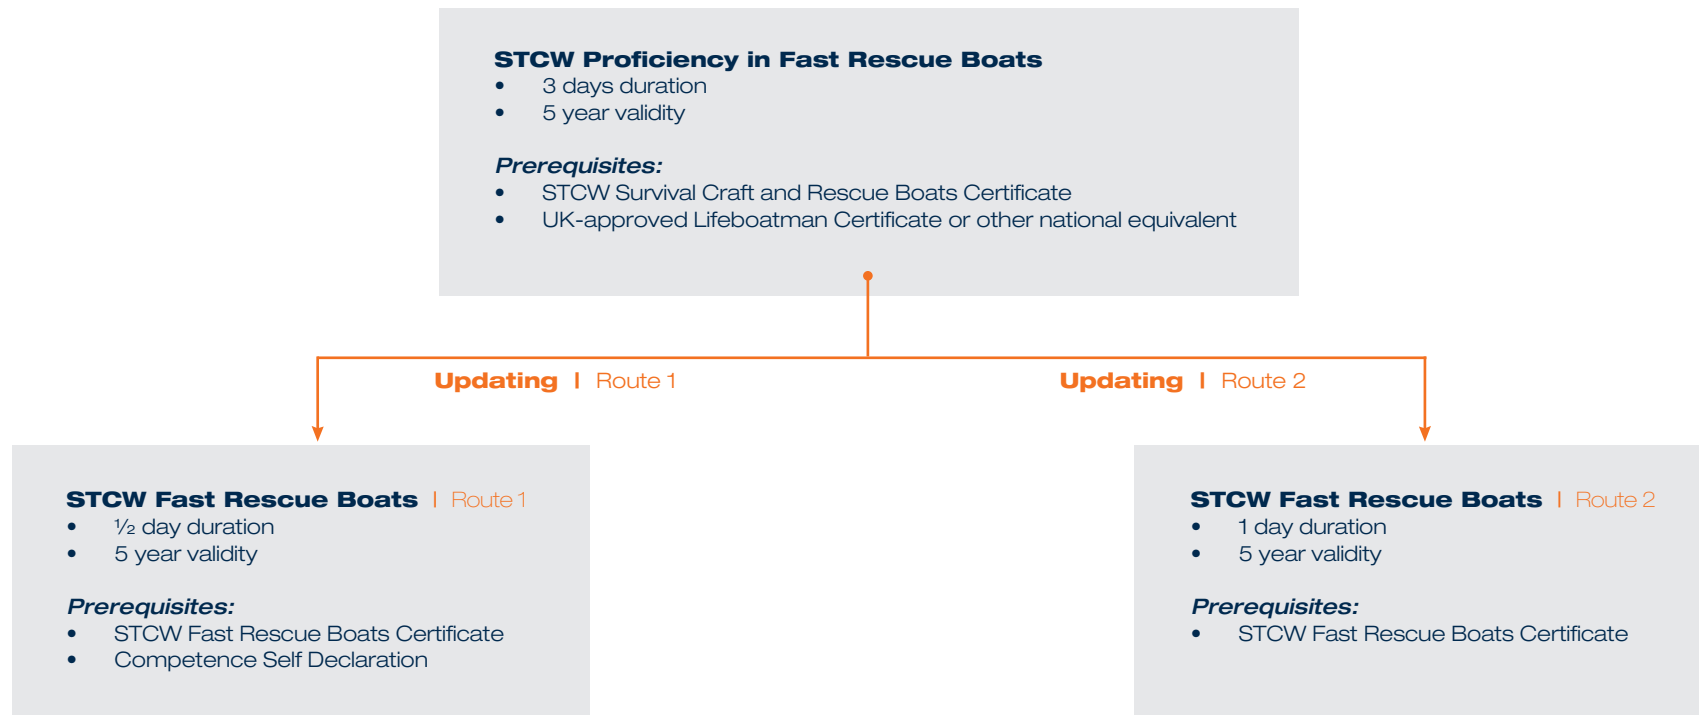 STCW Proficiency in Fast Rescue Boats
• 3 days duration
• 5 year validity
Prerequisites:
• STCW Survival Craft and Rescue Boats Certificate
• UK-approved Lifeboatman Certificate or other national equivalent
Updating | Route 1
Updating | Route 2
STCW Fast Rescue Boats | Route 1
• ½ day duration
• 5 year validity
Prerequisites:
• STCW Fast Rescue Boats Certificate
• Competence Self Declaration
STCW Fast Rescue Boats | Route 2
• 1 day duration
• 5 year validity
Prerequisites:
• STCW Fast Rescue Boats Certificate